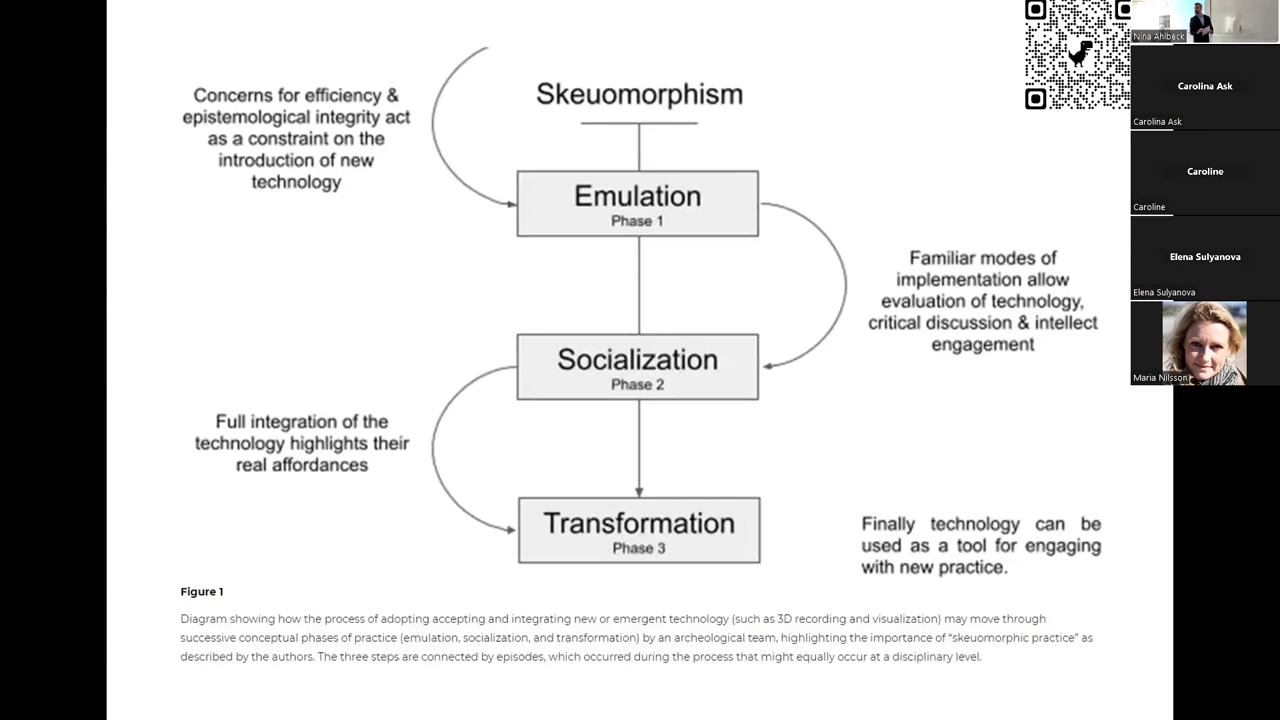 Skeuomorphism
Concerns for efficiency &
epistemological integrity act
as a constraint on the
introduction of new
technology
Emulation
Phase 1
Familiar modes of
implementation allow
evaluation of technology,
critical discussion & intellect
engagement
Socialization
Phase 2
Full integration of the
technology highlights their
real affordances
Transformation
Phase 3
Finally technology can be
used as a tool for engaging
with new practice.
Figure 1
Diagram showing how the process of adopting accepting and integrating new or emergent technology (such as 3D recording and visualization) may move through
successive conceptual phases of practice (emulation, socialization, and transformation) by an archeological team, highlighting the importance of “skeuomorphic practice” as
described by the authors. The three steps are connected by episodes, which occurred during the process that might equally occur at a disciplinary level.
Nina Ahlbeck
Carolina Ask
Carolina Ask
Caroline
Caroline
Elena Sulyanova
Elena Sulyanova
Maria Nilsson